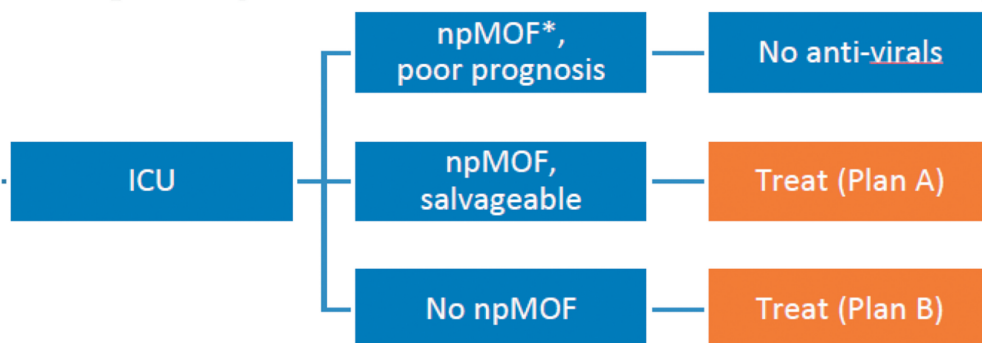 npMOF*,
poor prognosis
No anti-virals
ICU
npMOF,
salvageable
Treat (Plan A)
No npMOF
Treat (Plan B)